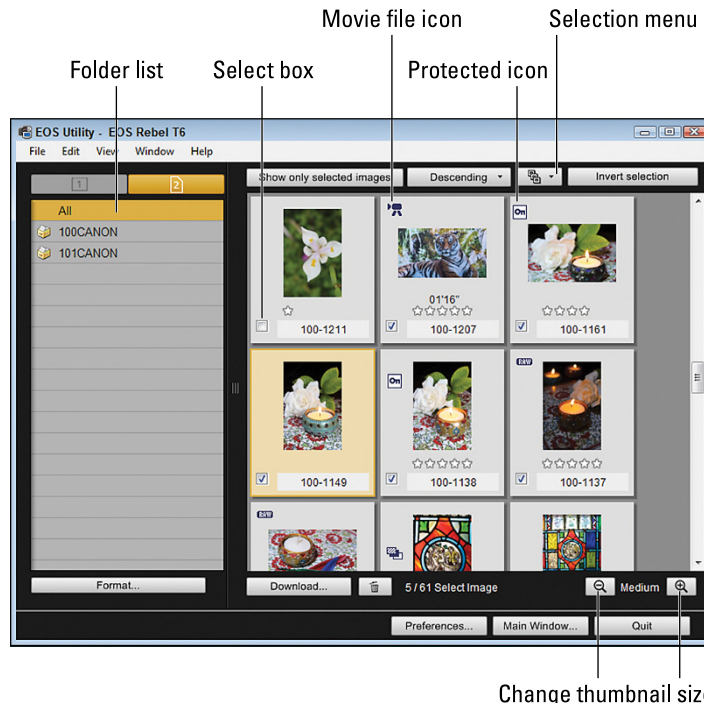 Movie file icon
Selection menu
Folder list
Select box
Protected icon
EOS Utility - EOS Rebel T6
File Edit View Window Help
1 2
Show only selected images
Descending
Invert selection
All
100CANON
101CANON
01'16"
100-1211
100-1207
100-1161
RAW
100-1149
100-1138
100-1137
RAW
Format...
Download...
5 / 61 Select Image
Medium
Preferences...
Main Window...
Quit
Change thumbnail size